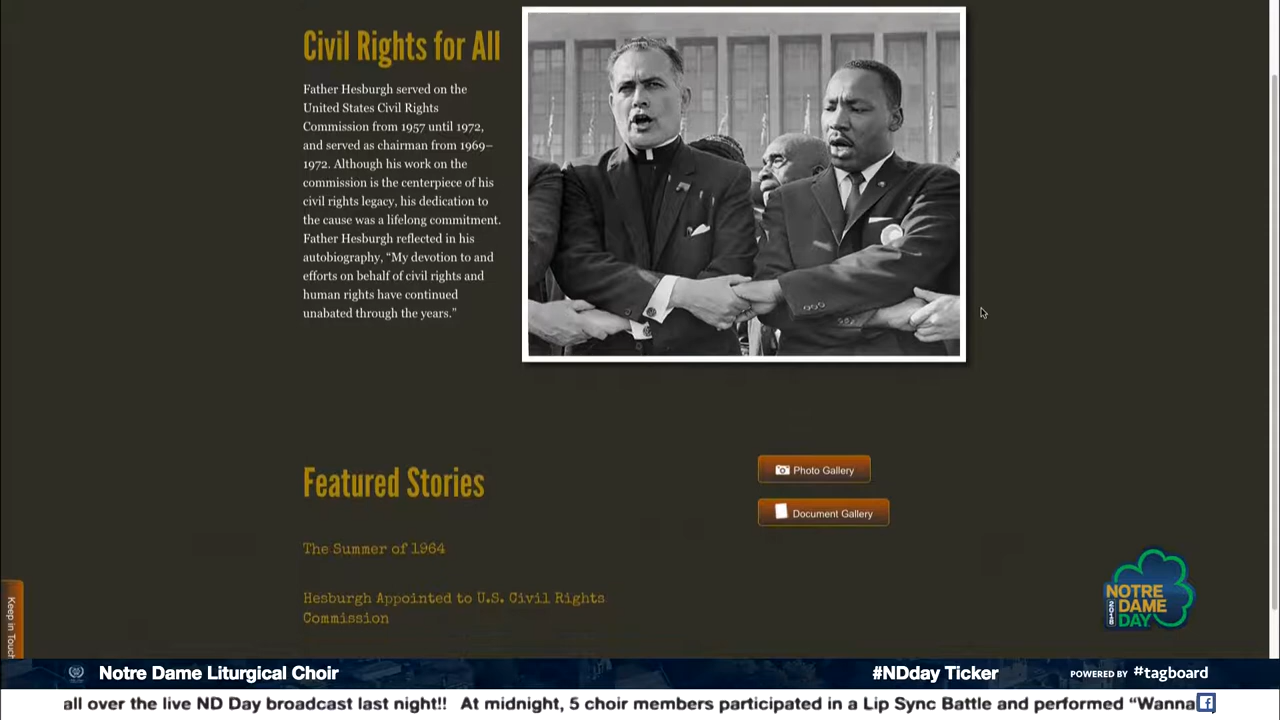 Civil Rights for All
Father Hesburgh served on the
United States Civil Rights
Commission from 1957 until 1972,
and served as chairman from 1969–
1972. Although his work on the
commission is the centerpiece of his
civil rights legacy, his dedication to
the cause was a lifelong commitment.
Father Hesburgh reflected in his
autobiography, “My devotion to and
efforts on behalf of civil rights and
human rights have continued
unabated through the years.”
Featured Stories
Photo Gallery
Document Gallery
The Summer of 1964
Hesburgh Appointed to U.S. Civil Rights
Commission
Keep in Touch
NOTRE
DAME
DAY
2018
Notre Dame Liturgical Choir
#NDday Ticker
POWERED BY #tagboard
all over the live ND Day broadcast last night!! At midnight, 5 choir members participated in a Lip Sync Battle and performed “Wanna